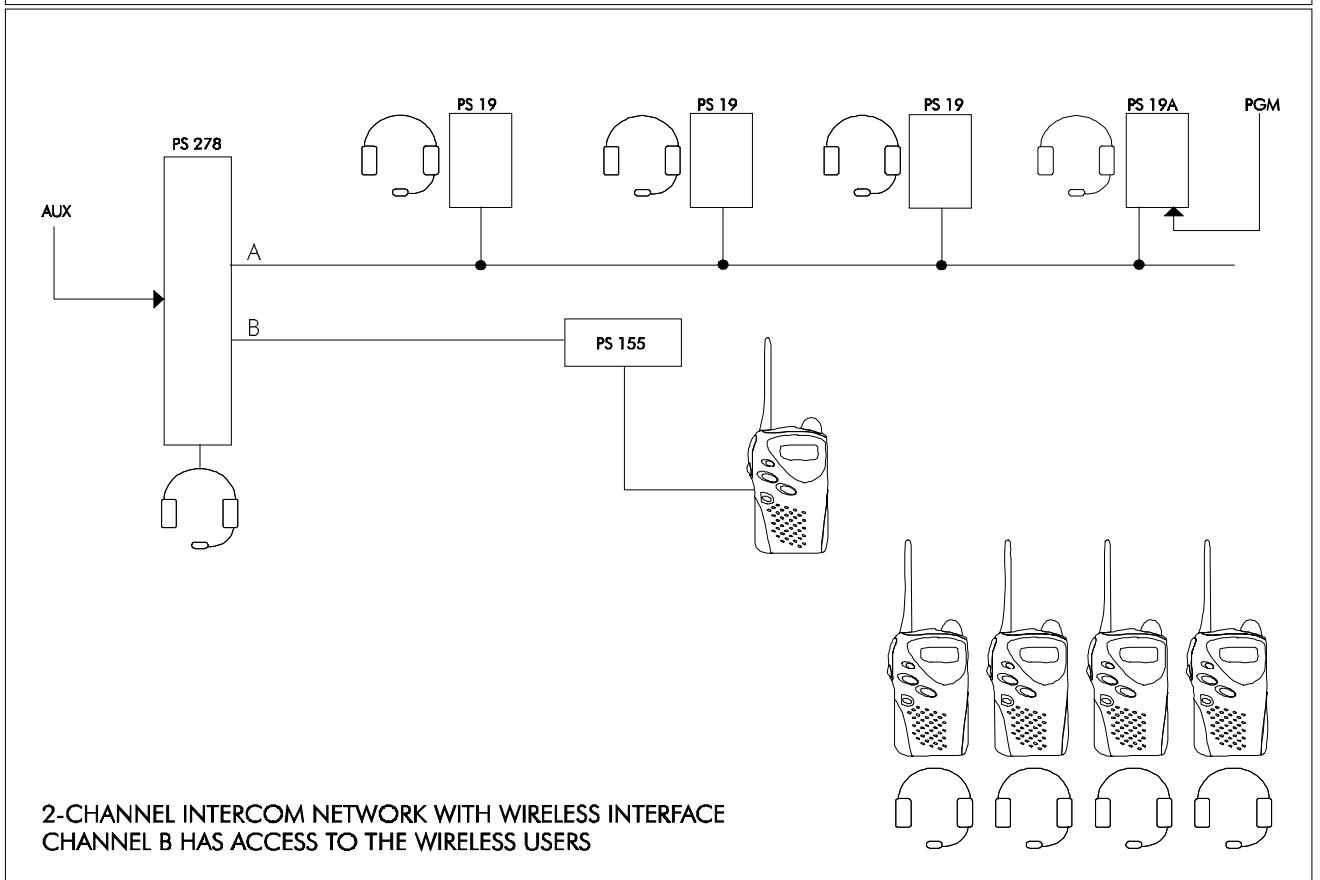 PS 19
PS 19
PS 19
PS 19A
PGM
PS 278
AUX
A
B
PS 155
2-CHANNEL INTERCOM NETWORK WITH WIRELESS INTERFACE
CHANNEL B HAS ACCESS TO THE WIRELESS USERS